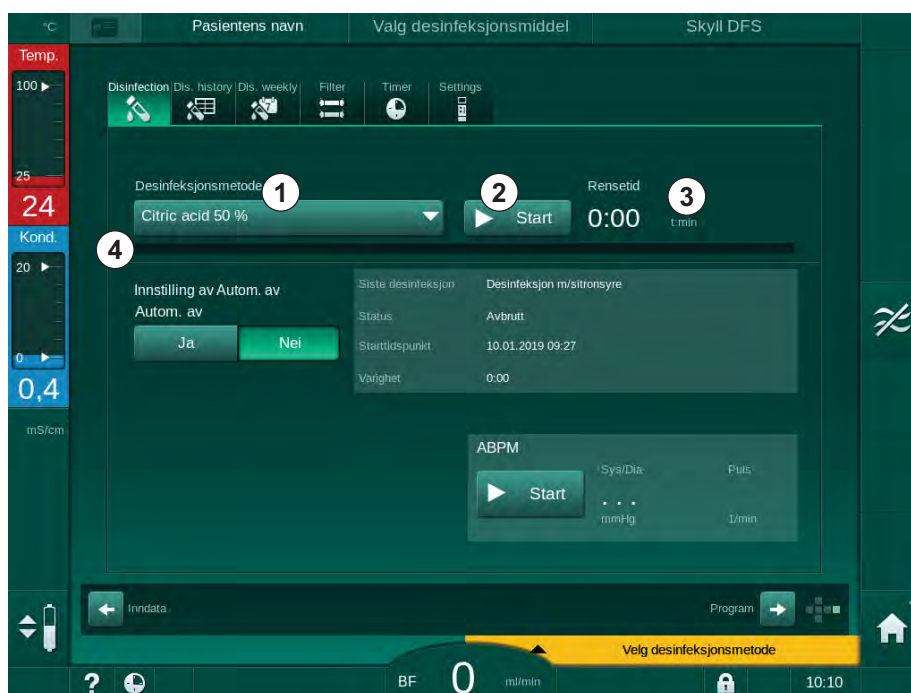 °C Pasientens navn Valg desinfeksjonsmiddel Skyll DFS
Temp.
100
25
24
Kond.
20
0
0,4
mS/cm
Disinfection Dis. history Dis. weekly Filter Timer Settings
7
Desinfeksjonsmetode 1 2 Rensetid 3
Citric acid 50 % Start 0:00 t:min
4
Innstilling av Autom. av
Autom. av
Ja Nei
Siste desinfeksjon Desinfeksjon m/sitronsyre
Status Avbrutt
Starttidspunkt 10.01.2019 09:27
Varighet 0:00
ABPM
Sys/Dia Puls
Start . . .
mmHg 1/min
Inndata Program
Velg desinfeksjonsmetode
? BF 0 ml/min 10:10